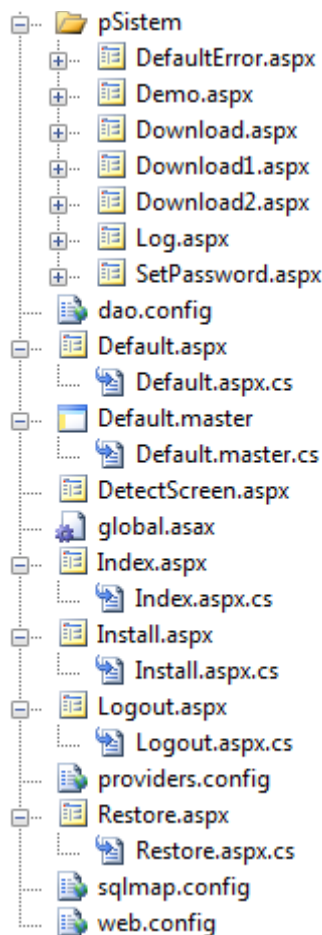 pSistem
DefaultError.aspx
Demo.aspx
Download.aspx
Download1.aspx
Download2.aspx
Log.aspx
SetPassword.aspx
dao.config
Default.aspx
Default.aspx.cs
Default.master
Default.master.cs
DetectScreen.aspx
global.asax
Index.aspx
Index.aspx.cs
Install.aspx
Install.aspx.cs
Logout.aspx
Logout.aspx.cs
providers.config
Restore.aspx
Restore.aspx.cs
sqlmap.config
web.config